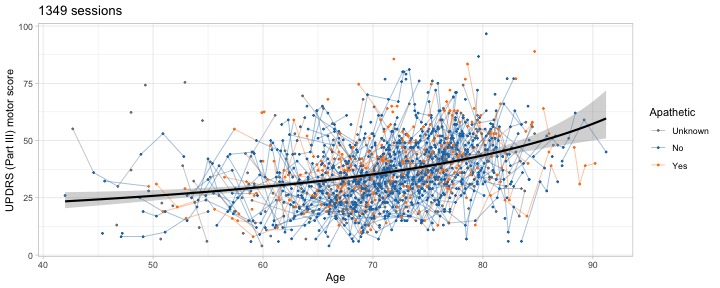 1349 sessions
UPDRS (Part III) motor score
100
75
50
25
0
40 50 60 70 80 90
Age
Apathetic
Unknown
No
Yes